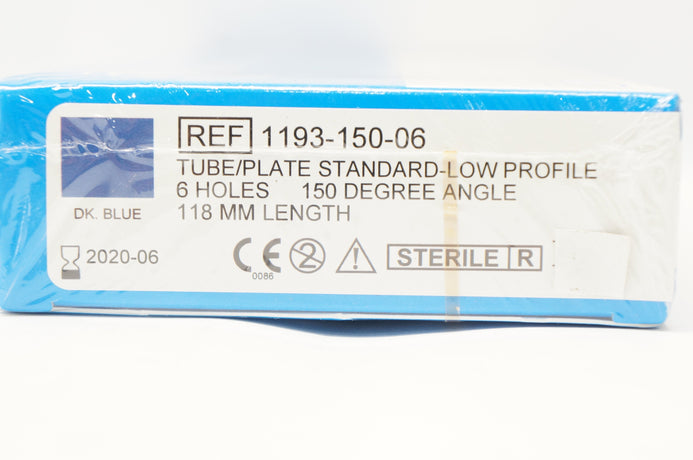 REF 1193-150-06
TUBE/PLATE STANDARD-LOW PROFILE
6 HOLES 150 DEGREE ANGLE
118 MM LENGTH
DK. BLUE
2020-06
CE 0086 2 STERILE R